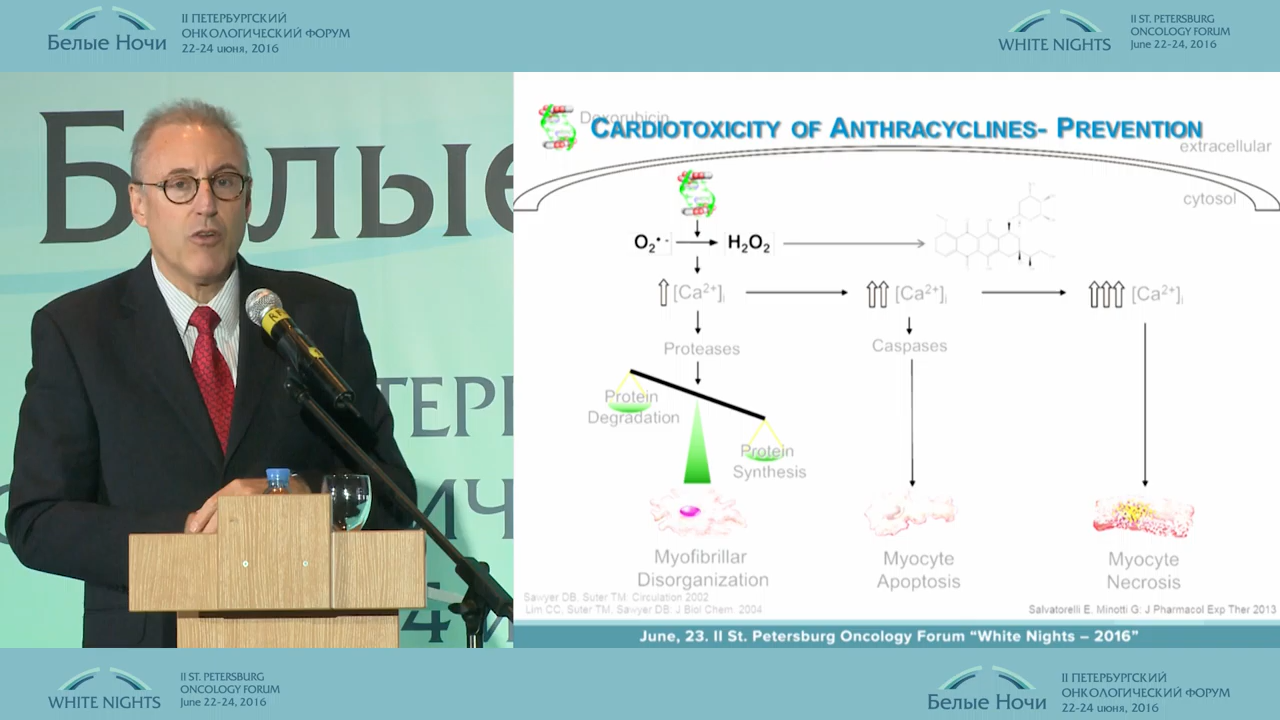 Белые Ночи
II ПЕТЕРБУРГСКИЙ
ОНКОЛОГИЧЕСКИЙ ФОРУМ
22-24 июня, 2016
WHITE NIGHTS
II ST. PETERSBURG
ONCOLOGY FORUM
June 22-24, 2016
Белые
ТЕР
ИЧ
4 и
Doxorubicin
CARDIOTOXICITY OF ANTHRACYCLINES- PREVENTION
extracellular
cytosol
O₂•- H₂O₂
[Ca²⁺]i [Ca²⁺]i [Ca²⁺]i
Proteases Caspases
Protein
Degradation
Protein
Synthesis
Myofibrillar
Disorganization
Myocyte
Apoptosis
Myocyte
Necrosis
Sawyer DB. Suter TM. Circulation 2002
Lim CC, Suter TM, Sawyer DB: J Biol Chem. 2004
Salvatorelli E. Minotti G: J Pharmacol Exp Ther 2013
June, 23. II St. Petersburg Oncology Forum “White Nights – 2016”
WHITE NIGHTS
II ST. PETERSBURG
ONCOLOGY FORUM
June 22-24, 2016
Белые Ночи
II ПЕТЕРБУРГСКИЙ
ОНКОЛОГИЧЕСКИЙ ФОРУМ
22-24 июня, 2016